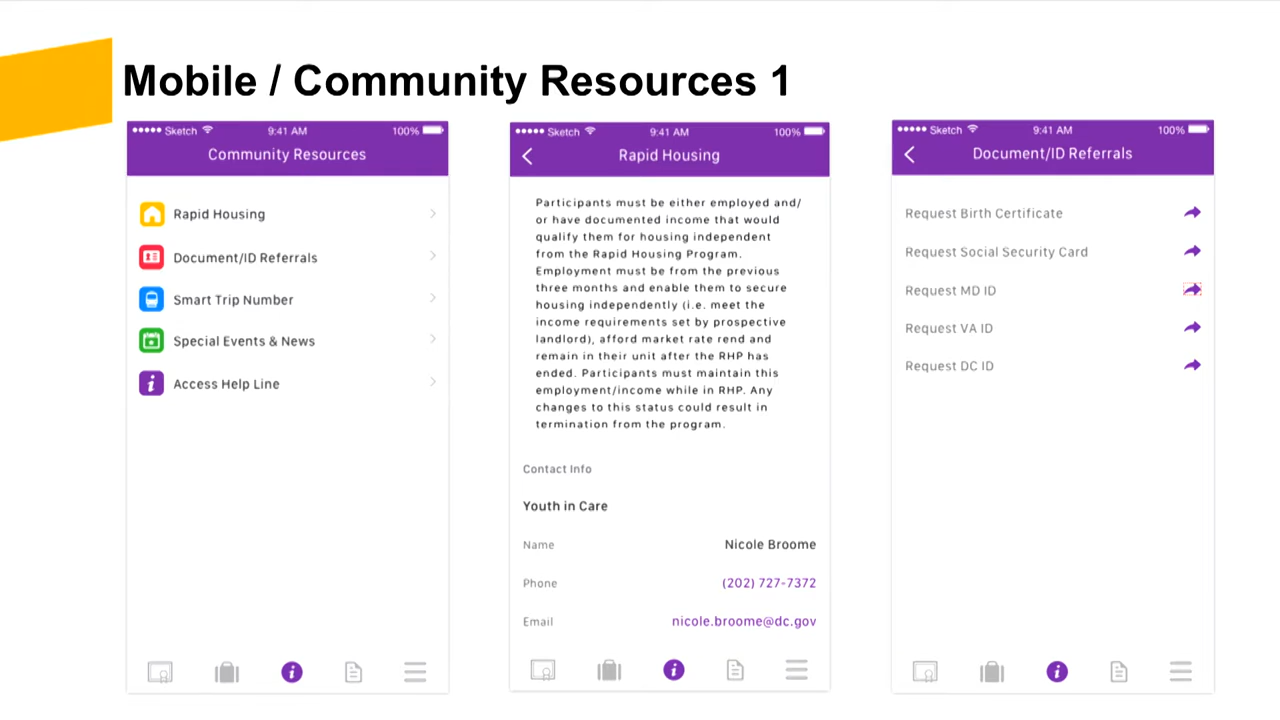 Mobile / Community Resources 1
Sketch 9:41 AM 100%
Community Resources
Rapid Housing
Document/ID Referrals
Smart Trip Number
Special Events & News
Access Help Line
Sketch 9:41 AM 100%
Rapid Housing
Participants must be either employed and/
or have documented income that would
qualify them for housing independent
from the Rapid Housing Program.
Employment must be from the previous
three months and enable them to secure
housing independently (i.e. meet the
income requirements set by prospective
landlord), afford market rate rend and
remain in their unit after the RHP has
ended. Participants must maintain this
employment/income while in RHP. Any
changes to this status could result in
termination from the program.
Contact Info
Youth in Care
Name Nicole Broome
Phone (202) 727-7372
Email nicole.broome@dc.gov
Sketch 9:41 AM 100%
Document/ID Referrals
Request Birth Certificate
Request Social Security Card
Request MD ID
Request VA ID
Request DC ID